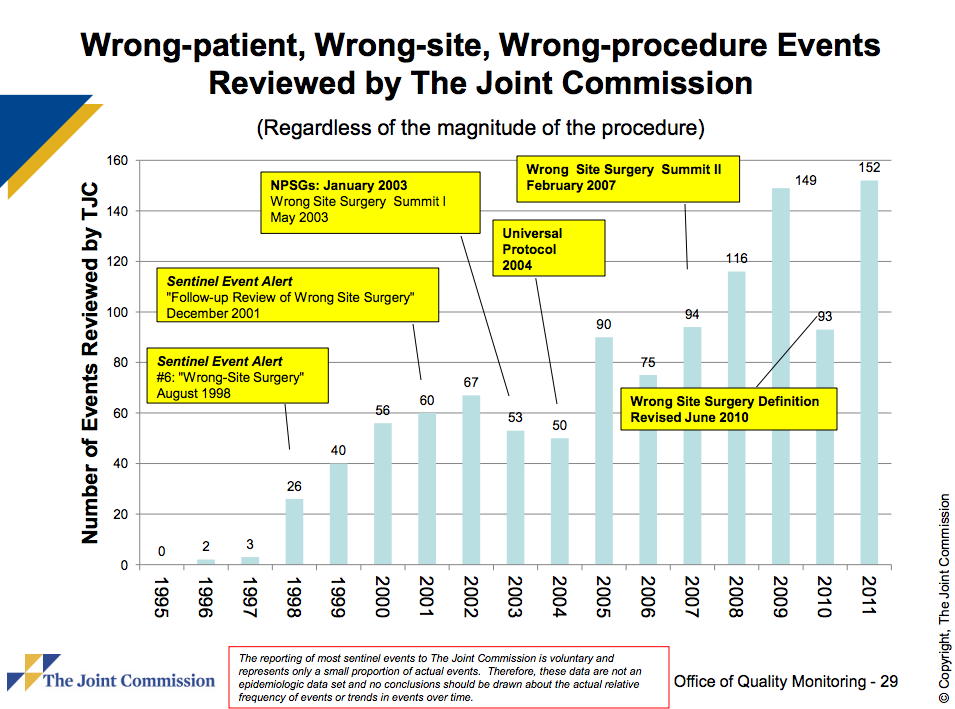 Wrong-patient, Wrong-site, Wrong-procedure Events
Reviewed by The Joint Commission
(Regardless of the magnitude of the procedure)
Number of Events Reviewed by TJC
160
140
120
100
80
60
40
20
0
Sentinel Event Alert
#6: "Wrong-Site Surgery"
August 1998
Sentinel Event Alert
"Follow-up Review of Wrong Site Surgery"
December 2001
NPSGs: January 2003
Wrong Site Surgery Summit I
May 2003
Universal
Protocol
2004
Wrong Site Surgery Summit II
February 2007
Wrong Site Surgery Definition
Revised June 2010
0
2
3
26
40
56
60
67
53
50
90
75
94
116
149
93
152
1995
1996
1997
1998
1999
2000
2001
2002
2003
2004
2005
2006
2007
2008
2009
2010
2011
The Joint Commission
The reporting of most sentinel events to The Joint Commission is voluntary and
represents only a small proportion of actual events. Therefore, these data are not an
epidemiologic data set and no conclusions should be drawn about the actual relative
frequency of events or trends in events over time.
Office of Quality Monitoring - 29
© Copyright, The Joint Commission